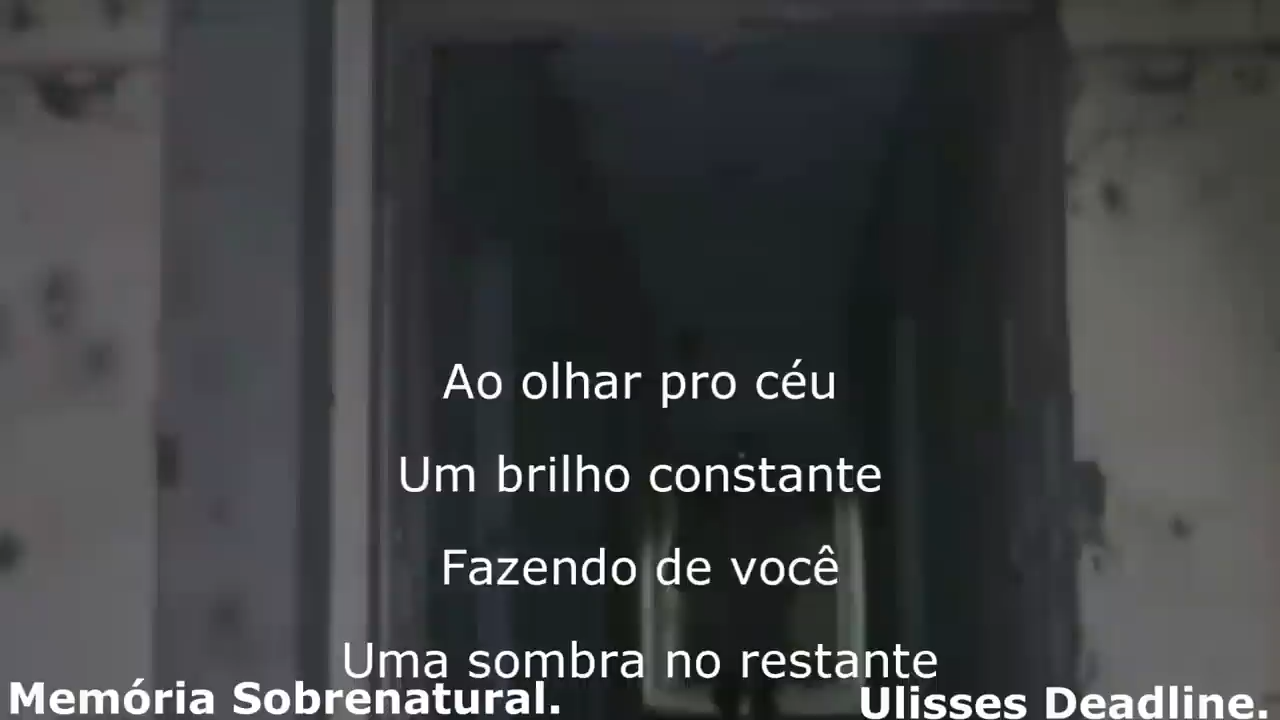 Ao olhar pro céu
Um brilho constante
Fazendo de você
Uma sombra no restante
Memória Sobrenatural.
Ulisses Deadline.